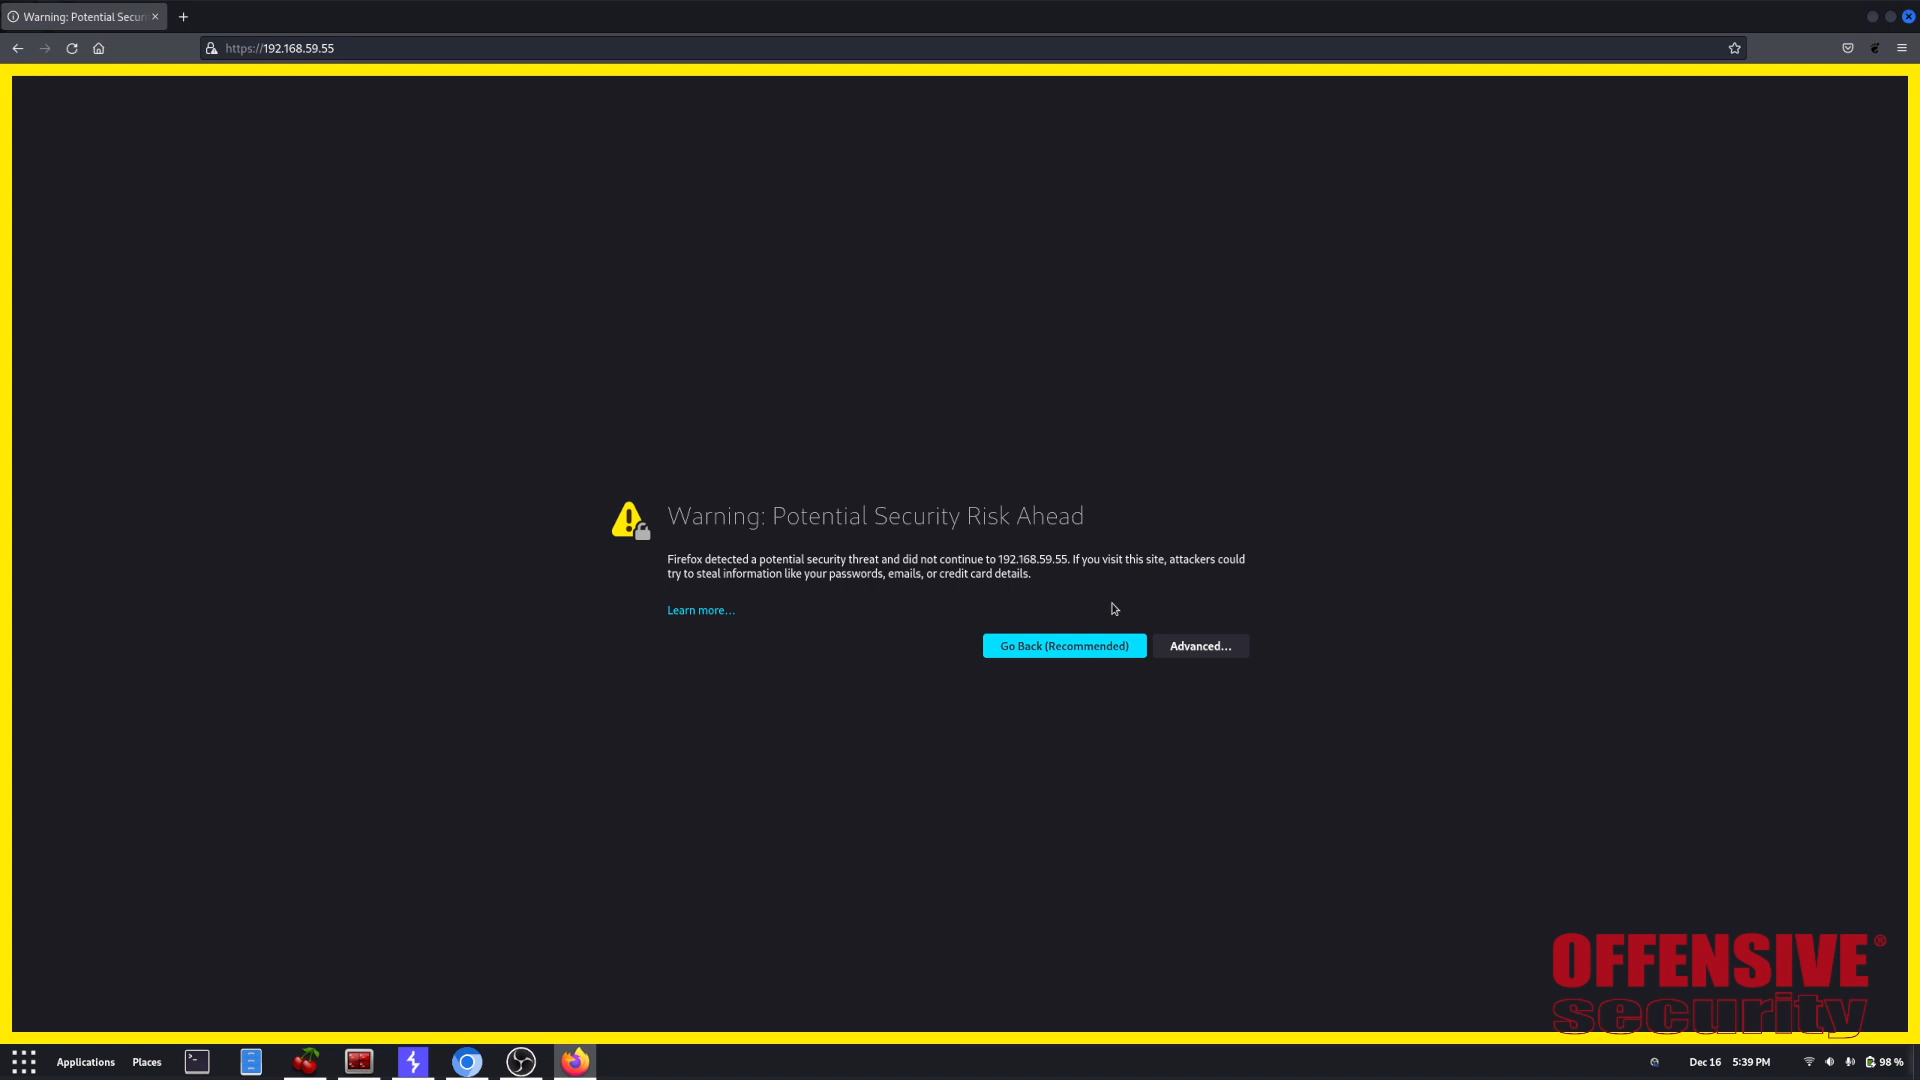 Warning: Potential Secur
https://192.168.59.55
Warning: Potential Security Risk Ahead
Firefox detected a potential security threat and did not continue to 192.168.59.55. If you visit this site, attackers could
try to steal information like your passwords, emails, or credit card details.
Learn more…
Go Back (Recommended)
Advanced…
OFFENSIVE®
security
Applications
Places
Dec 16 5:39 PM
98 %